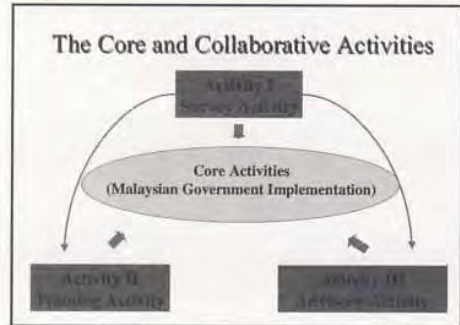 The Core and Collaborative Activities
Activity I
Survey Activity
Core Activities
(Malaysian Government Implementation)
Activity II
Training Activity
Activity III
Advisory Activity